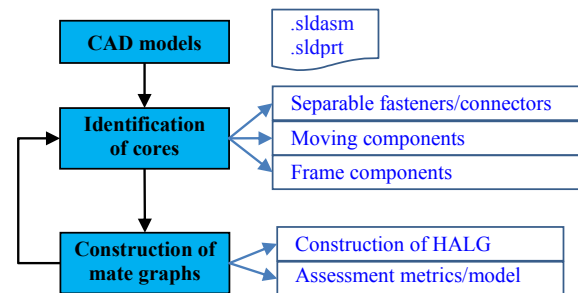 CAD models
.sldasm
.sldprt
Identification
of cores
Separable fasteners/connectors
Moving components
Frame components
Construction of
mate graphs
Construction of HALG
Assessment metrics/model